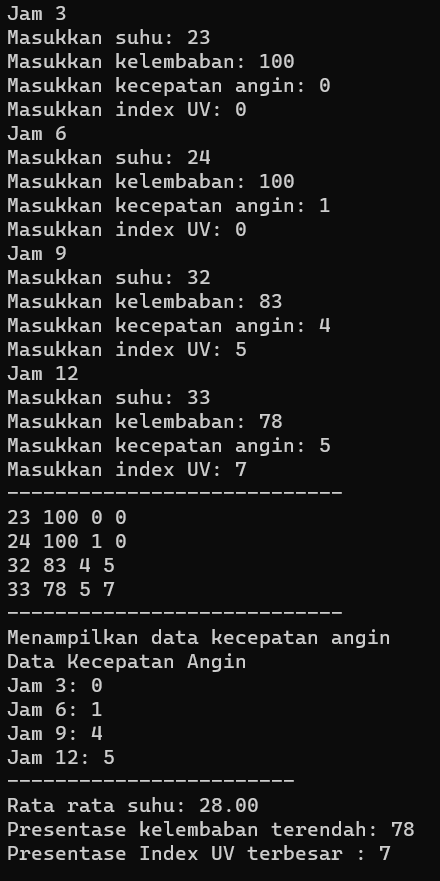 Jam 3
Masukkan suhu: 23
Masukkan kelembaban: 100
Masukkan kecepatan angin: 0
Masukkan index UV: 0
Jam 6
Masukkan suhu: 24
Masukkan kelembaban: 100
Masukkan kecepatan angin: 1
Masukkan index UV: 0
Jam 9
Masukkan suhu: 32
Masukkan kelembaban: 83
Masukkan kecepatan angin: 4
Masukkan index UV: 5
Jam 12
Masukkan suhu: 33
Masukkan kelembaban: 78
Masukkan kecepatan angin: 5
Masukkan index UV: 7
----------------------------
23 100 0 0
24 100 1 0
32 83 4 5
33 78 5 7
----------------------------
Menampilkan data kecepatan angin
Data Kecepatan Angin
Jam 3: 0
Jam 6: 1
Jam 9: 4
Jam 12: 5
------------------------
Rata rata suhu: 28.00
Presentase kelembaban terendah: 78
Presentase Index UV terbesar : 7